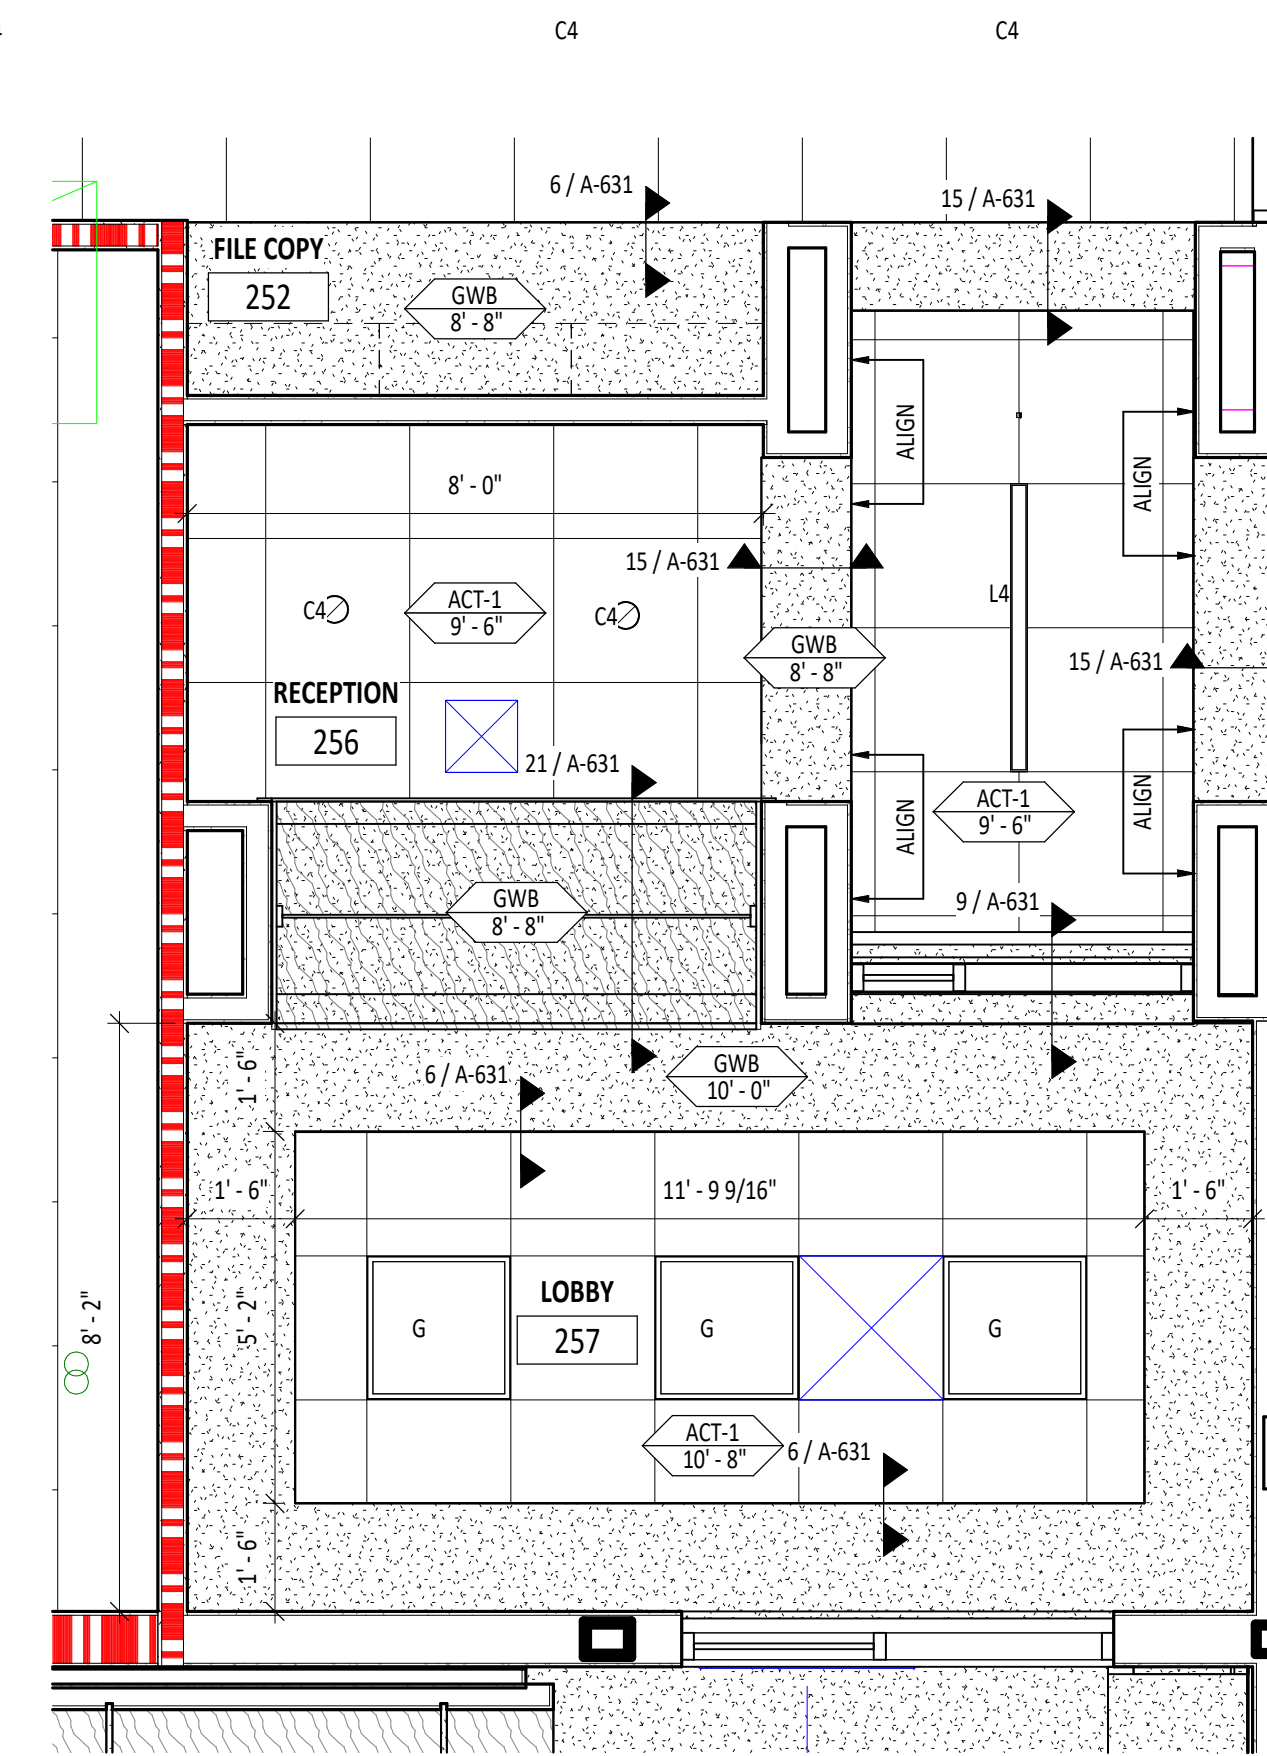 C4
C4
6 / A-631
15 / A-631
FILE COPY
252
GWB
8' - 8"
ALIGN
ALIGN
8' - 0"
15 / A-631
C4
ACT-1
9' - 6"
C4
L4
GWB
8' - 8"
15 / A-631
RECEPTION
256
21 / A-631
ACT-1
9' - 6"
ALIGN
ALIGN
GWB
8' - 8"
9 / A-631
1' - 6"
6 / A-631
GWB
10' - 0"
1' - 6"
11' - 9 9/16"
1' - 6"
8' - 2"
5' - 2"
LOBBY
257
G
G
G
ACT-1
10' - 8"
6 / A-631
1' - 6"